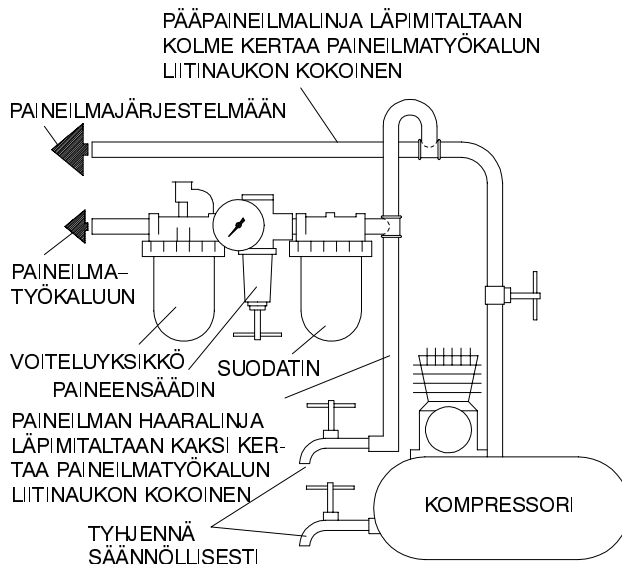 PÄÄPAINEILMALINJA LÄPIMITALTAAN
KOLME KERTAA PAINEILMATYÖKALUN
LIITINAUKON KOKOINEN
PAINEILMAJÄRJESTELMÄÄN
PAINEILMA–
TYÖKALUUN
VOITELUYKSIKKÖ
SUODATIN
PAINEENSÄÄDIN
PAINEILMAN HAARALINJA
LÄPIMITALTAAN KAKSI KER-
TAA PAINEILMATYÖKALUN
LIITINAUKON KOKOINEN
KOMPRESSORI
TYHJENNÄ
SÄÄNNÖLLISESTI